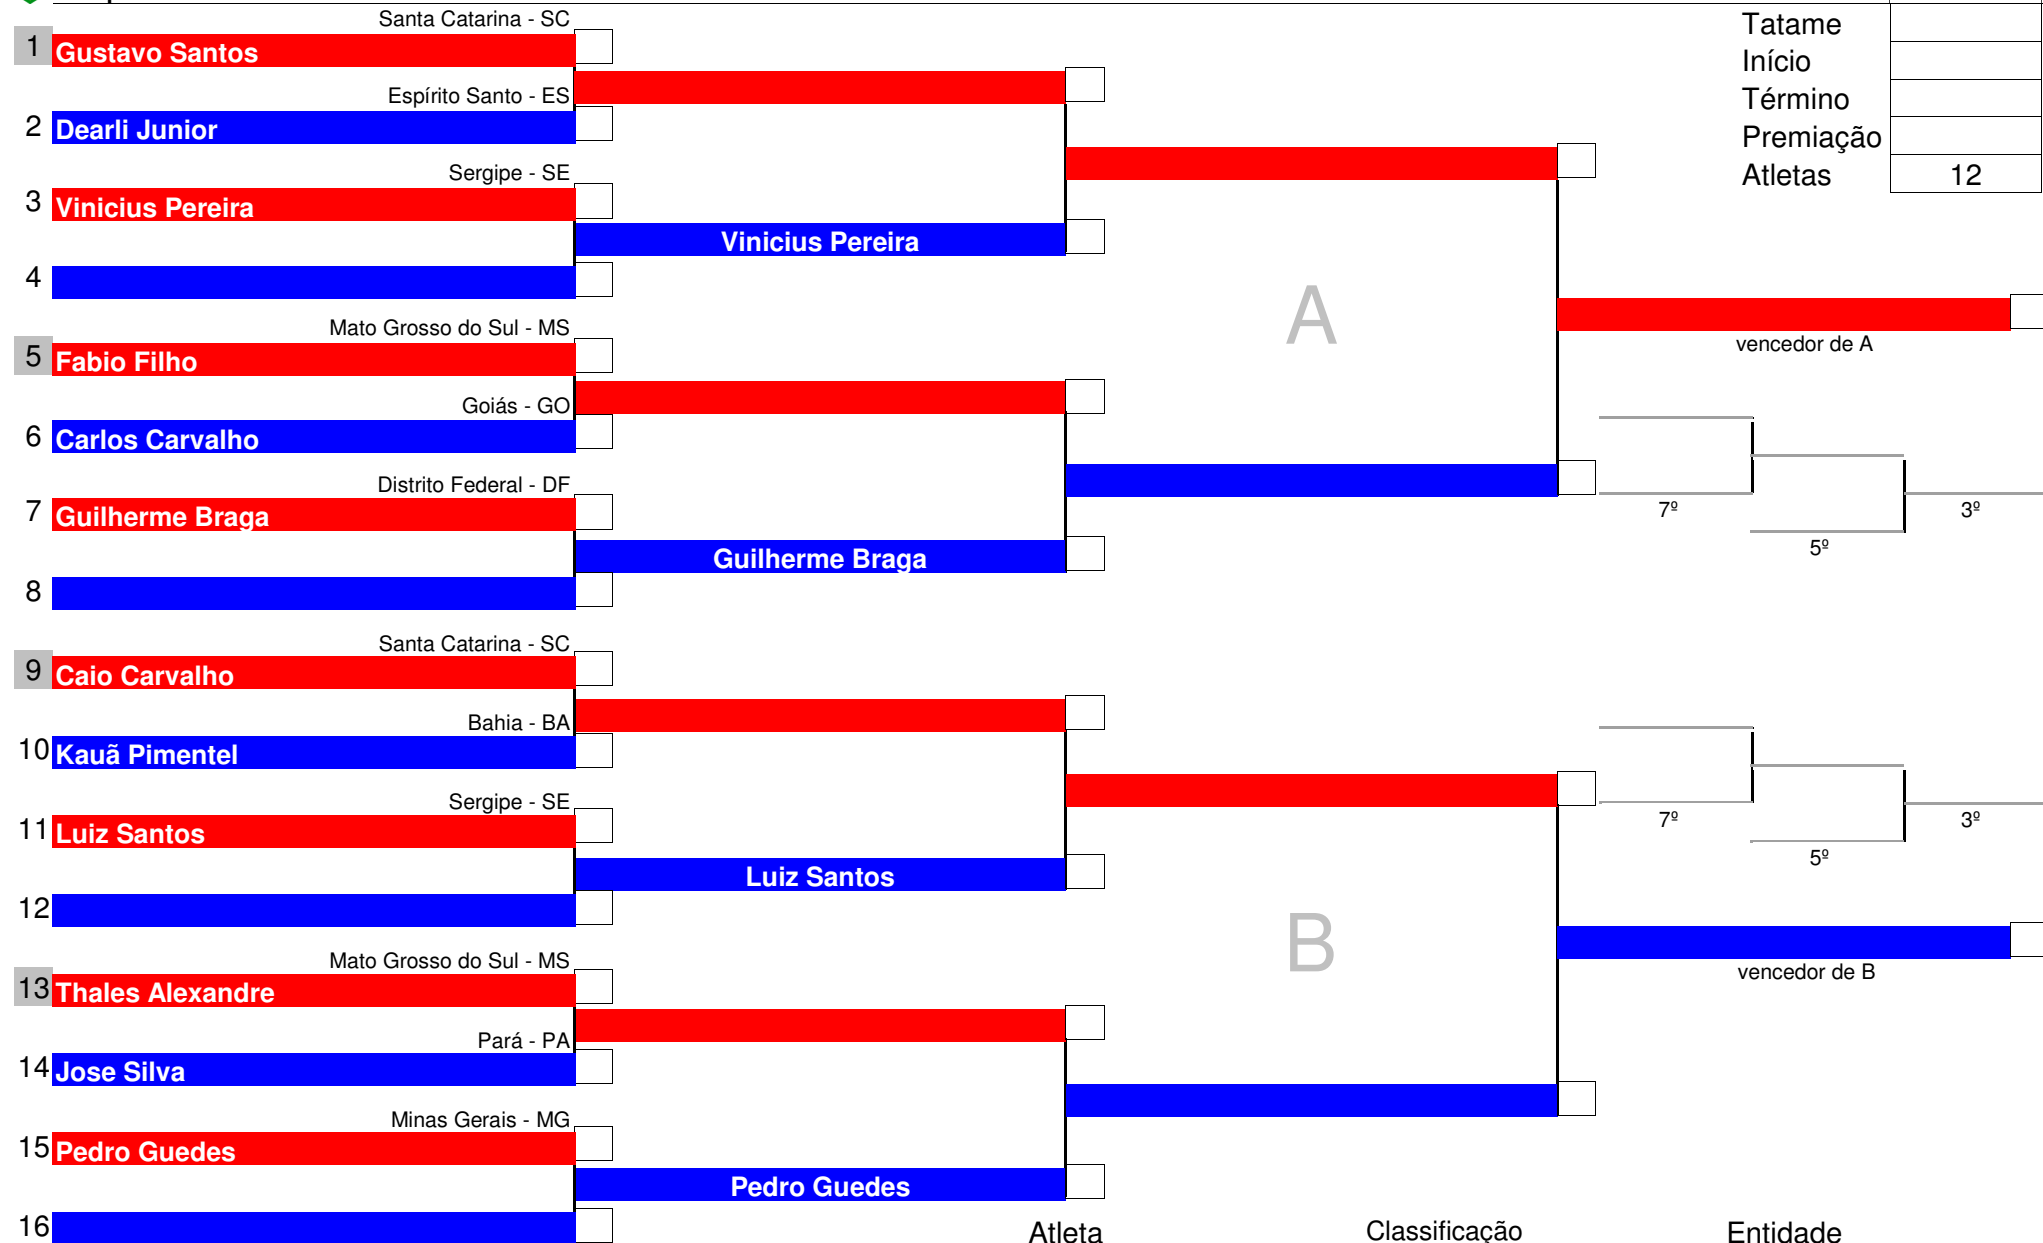 Santa Catarina - SC
1 Gustavo Santos
Espírito Santo - ES
2 Dearli Junior
Sergipe - SE
3 Vinicius Pereira
Vinicius Pereira
4
Mato Grosso do Sul - MS
5 Fabio Filho
Goiás - GO
6 Carlos Carvalho
Distrito Federal - DF
7 Guilherme Braga
Guilherme Braga
8
Santa Catarina - SC
9 Caio Carvalho
Bahia - BA
10 Kauã Pimentel
Sergipe - SE
11 Luiz Santos
Luiz Santos
12
Mato Grosso do Sul - MS
13 Thales Alexandre
Pará - PA
14 Jose Silva
Minas Gerais - MG
15 Pedro Guedes
Pedro Guedes
16
A
B
Tatame
Início
Término
Premiação
Atletas 12
vencedor de A
7º
3º
5º
7º
3º
5º
vencedor de B
Atleta Classificação Entidade